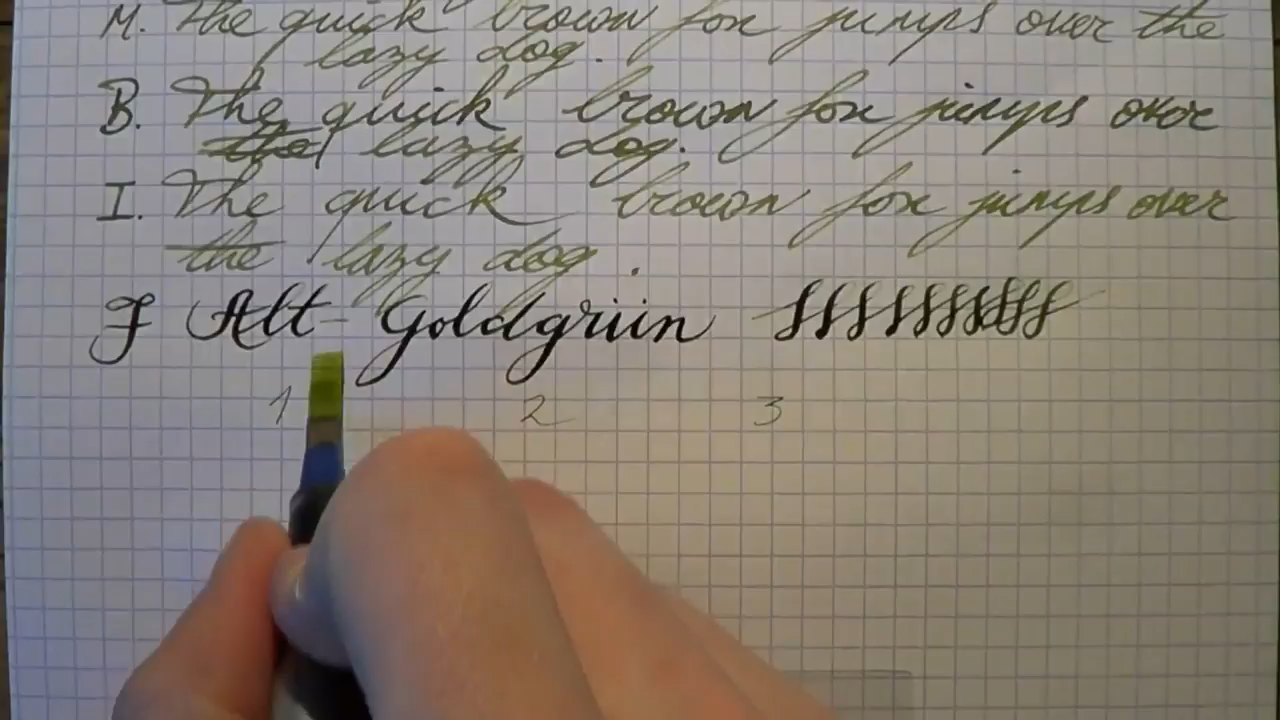 M. The quick brown fox jumps over the
lazy dog.
B. The quick brown fox jumps over
the lazy dog.
I. The quick brown fox jumps over
the lazy dog.
F Alt-Goldgrün fffffffffff
1 2 3